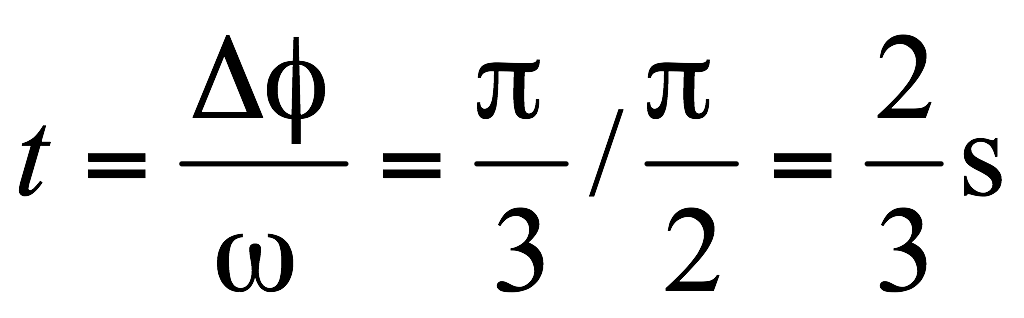 t = Δϕ/ω = π/3 / π/2 = 2/3 s